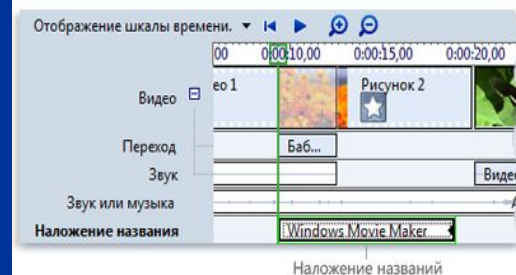 Отображение шкалы времени.
00 0:00:10,00 0:00:15,00 0:00:20,00
Видео ео 1 Рисунок 2
Переход Баб...
Звук Видео
Звук или музыка
Наложение названия Windows Movie Maker
Наложение названий